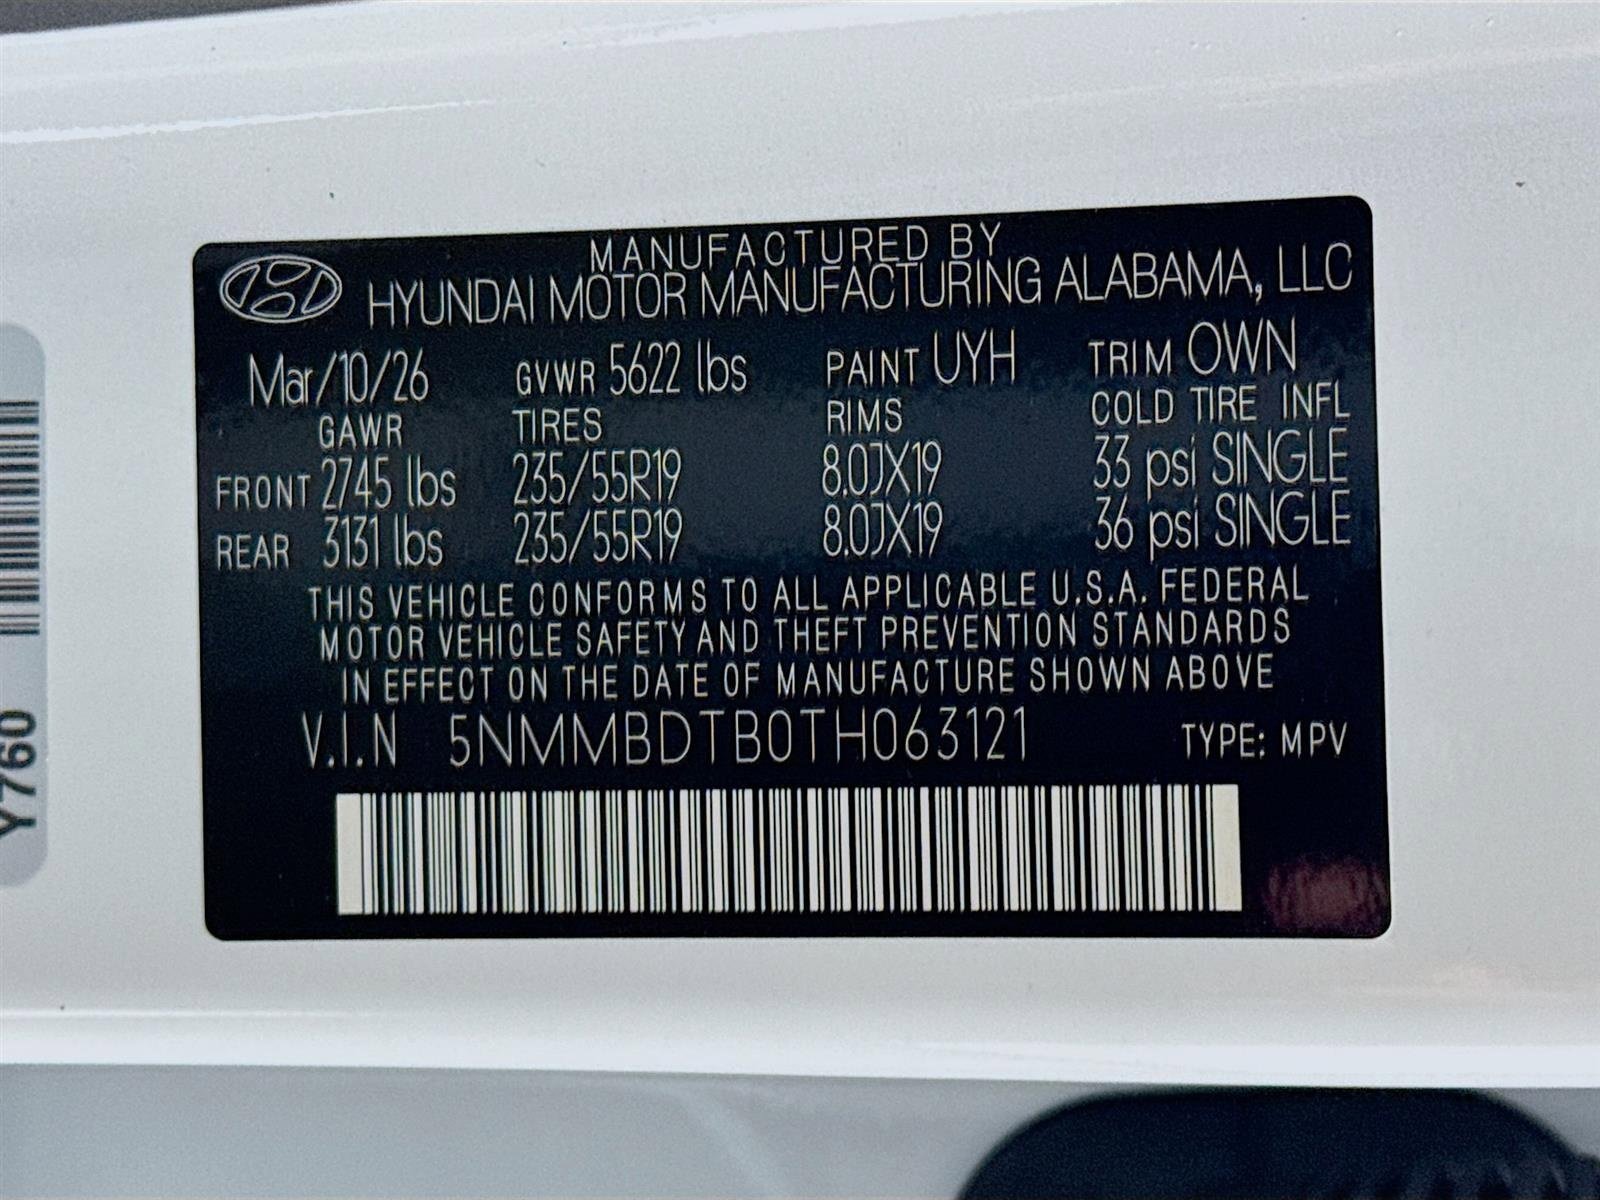 MANUFACTURED BY
HYUNDAI MOTOR MANUFACTURING ALABAMA, LLC
Mar/10/26 GVWR 5622 lbs PAINT UYH TRIM OWN
GAWR TIRES RIMS COLD TIRE INFL
FRONT 2745 lbs 235/55R19 8.0JX19 33 psi SINGLE
REAR 3131 lbs 235/55R19 8.0JX19 36 psi SINGLE
THIS VEHICLE CONFORMS TO ALL APPLICABLE U.S.A. FEDERAL
MOTOR VEHICLE SAFETY AND THEFT PREVENTION STANDARDS
IN EFFECT ON THE DATE OF MANUFACTURE SHOWN ABOVE
V.I.N 5NMMBDTB0TH063121 TYPE: MPV
Y760